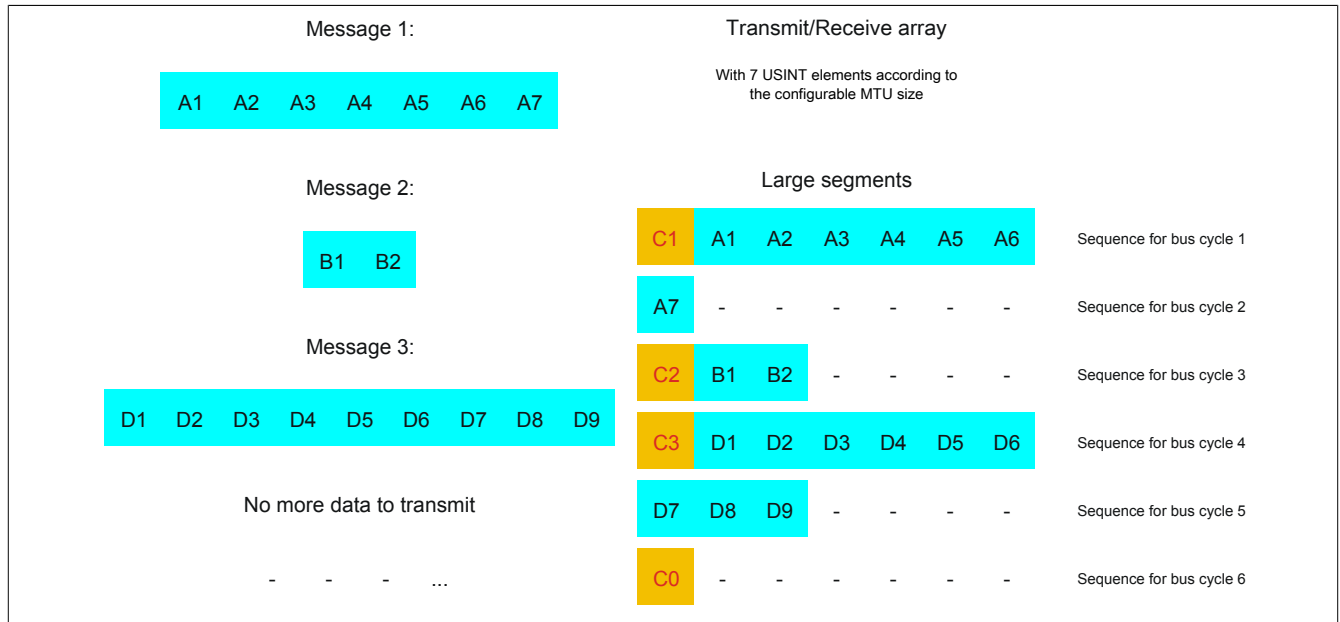 Message 1:
A1 A2 A3 A4 A5 A6 A7
Message 2:
B1 B2
Message 3:
D1 D2 D3 D4 D5 D6 D7 D8 D9
No more data to transmit
- - - ...
Transmit/Receive array
With 7 USINT elements according to
the configurable MTU size
Large segments
C1 A1 A2 A3 A4 A5 A6 Sequence for bus cycle 1
A7 - - - - - - Sequence for bus cycle 2
C2 B1 B2 - - - - Sequence for bus cycle 3
C3 D1 D2 D3 D4 D5 D6 Sequence for bus cycle 4
D7 D8 D9 - - - - Sequence for bus cycle 5
C0 - - - - - - Sequence for bus cycle 6